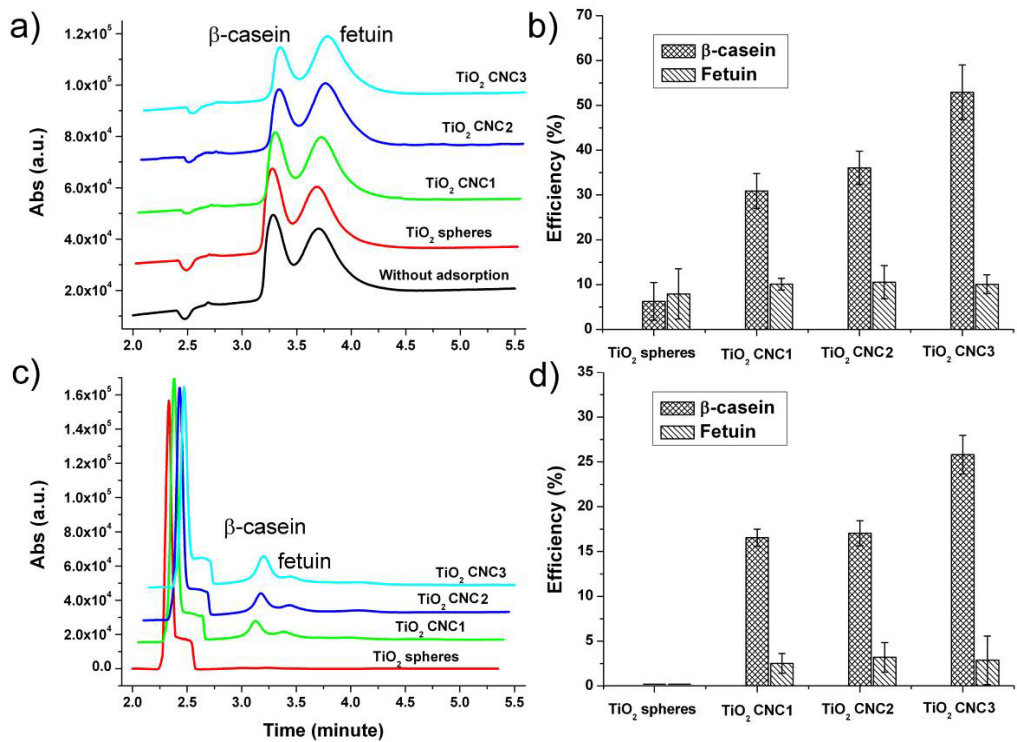 a)
β-casein
fetuin
TiO2 CNC3
TiO2 CNC2
TiO2 CNC1
TiO2 spheres
Without adsorption
Abs (a.u.)
1.2x10^5
1.0x10^5
8.0x10^4
6.0x10^4
4.0x10^4
2.0x10^4
2.0 2.5 3.0 3.5 4.0 4.5 5.0 5.5
b)
β-casein
Fetuin
Efficiency (%)
70
60
50
40
30
20
10
0
TiO2 spheres TiO2 CNC1 TiO2 CNC2 TiO2 CNC3
c)
β-casein
fetuin
TiO2 CNC3
TiO2 CNC2
TiO2 CNC1
TiO2 spheres
Abs (a.u.)
1.6x10^5
1.4x10^5
1.2x10^5
1.0x10^5
8.0x10^4
6.0x10^4
4.0x10^4
2.0x10^4
0.0
2.0 2.5 3.0 3.5 4.0 4.5 5.0 5.5
Time (minute)
d)
β-casein
Fetuin
Efficiency (%)
35
30
25
20
15
10
5
0
TiO2 spheres TiO2 CNC1 TiO2 CNC2 TiO2 CNC3